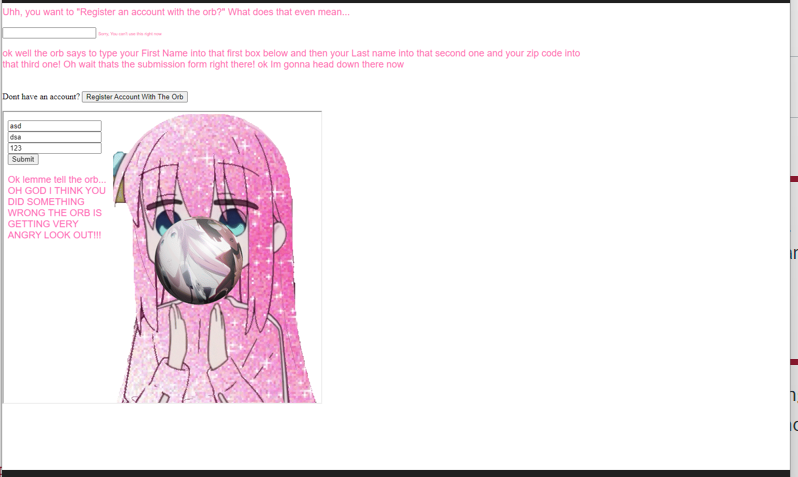 Uhh, you want to "Register an account with the orb?" What does that even mean...
Sorry, You can't use this right now
ok well the orb says to type your First Name into that first box below and then your Last name into that second one and your zip code into
that third one! Oh wait thats the submission form right there! ok Im gonna head down there now
Dont have an account? Register Account With The Orb
asd
dsa
123
Submit
Ok lemme tell the orb...
OH GOD I THINK YOU
DID SOMETHING
WRONG THE ORB IS
GETTING VERY
ANGRY LOOK OUT!!!